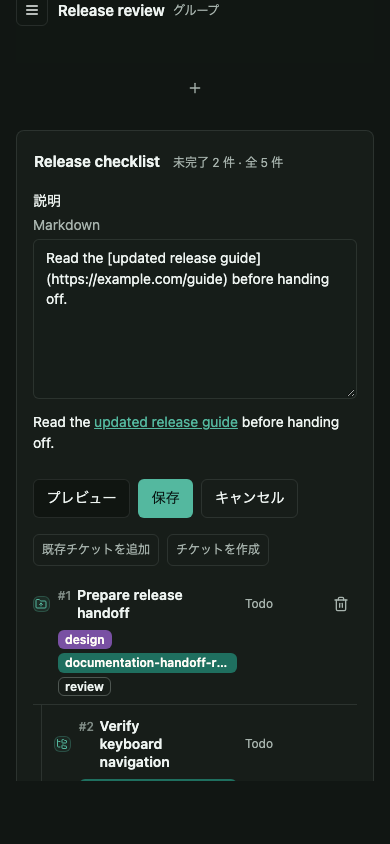 Release review グループ
+
Release checklist 未完了 2 件 · 全 5 件
説明
Markdown
Read the [updated release guide]
(https://example.com/guide) before handing
off.
Read the updated release guide before handing
off.
プレビュー 保存 キャンセル
既存チケットを追加 チケットを作成
#1 Prepare release Todo
handoff
design
documentation-handoff-r...
review
#2 Verify Todo
keyboard
navigation